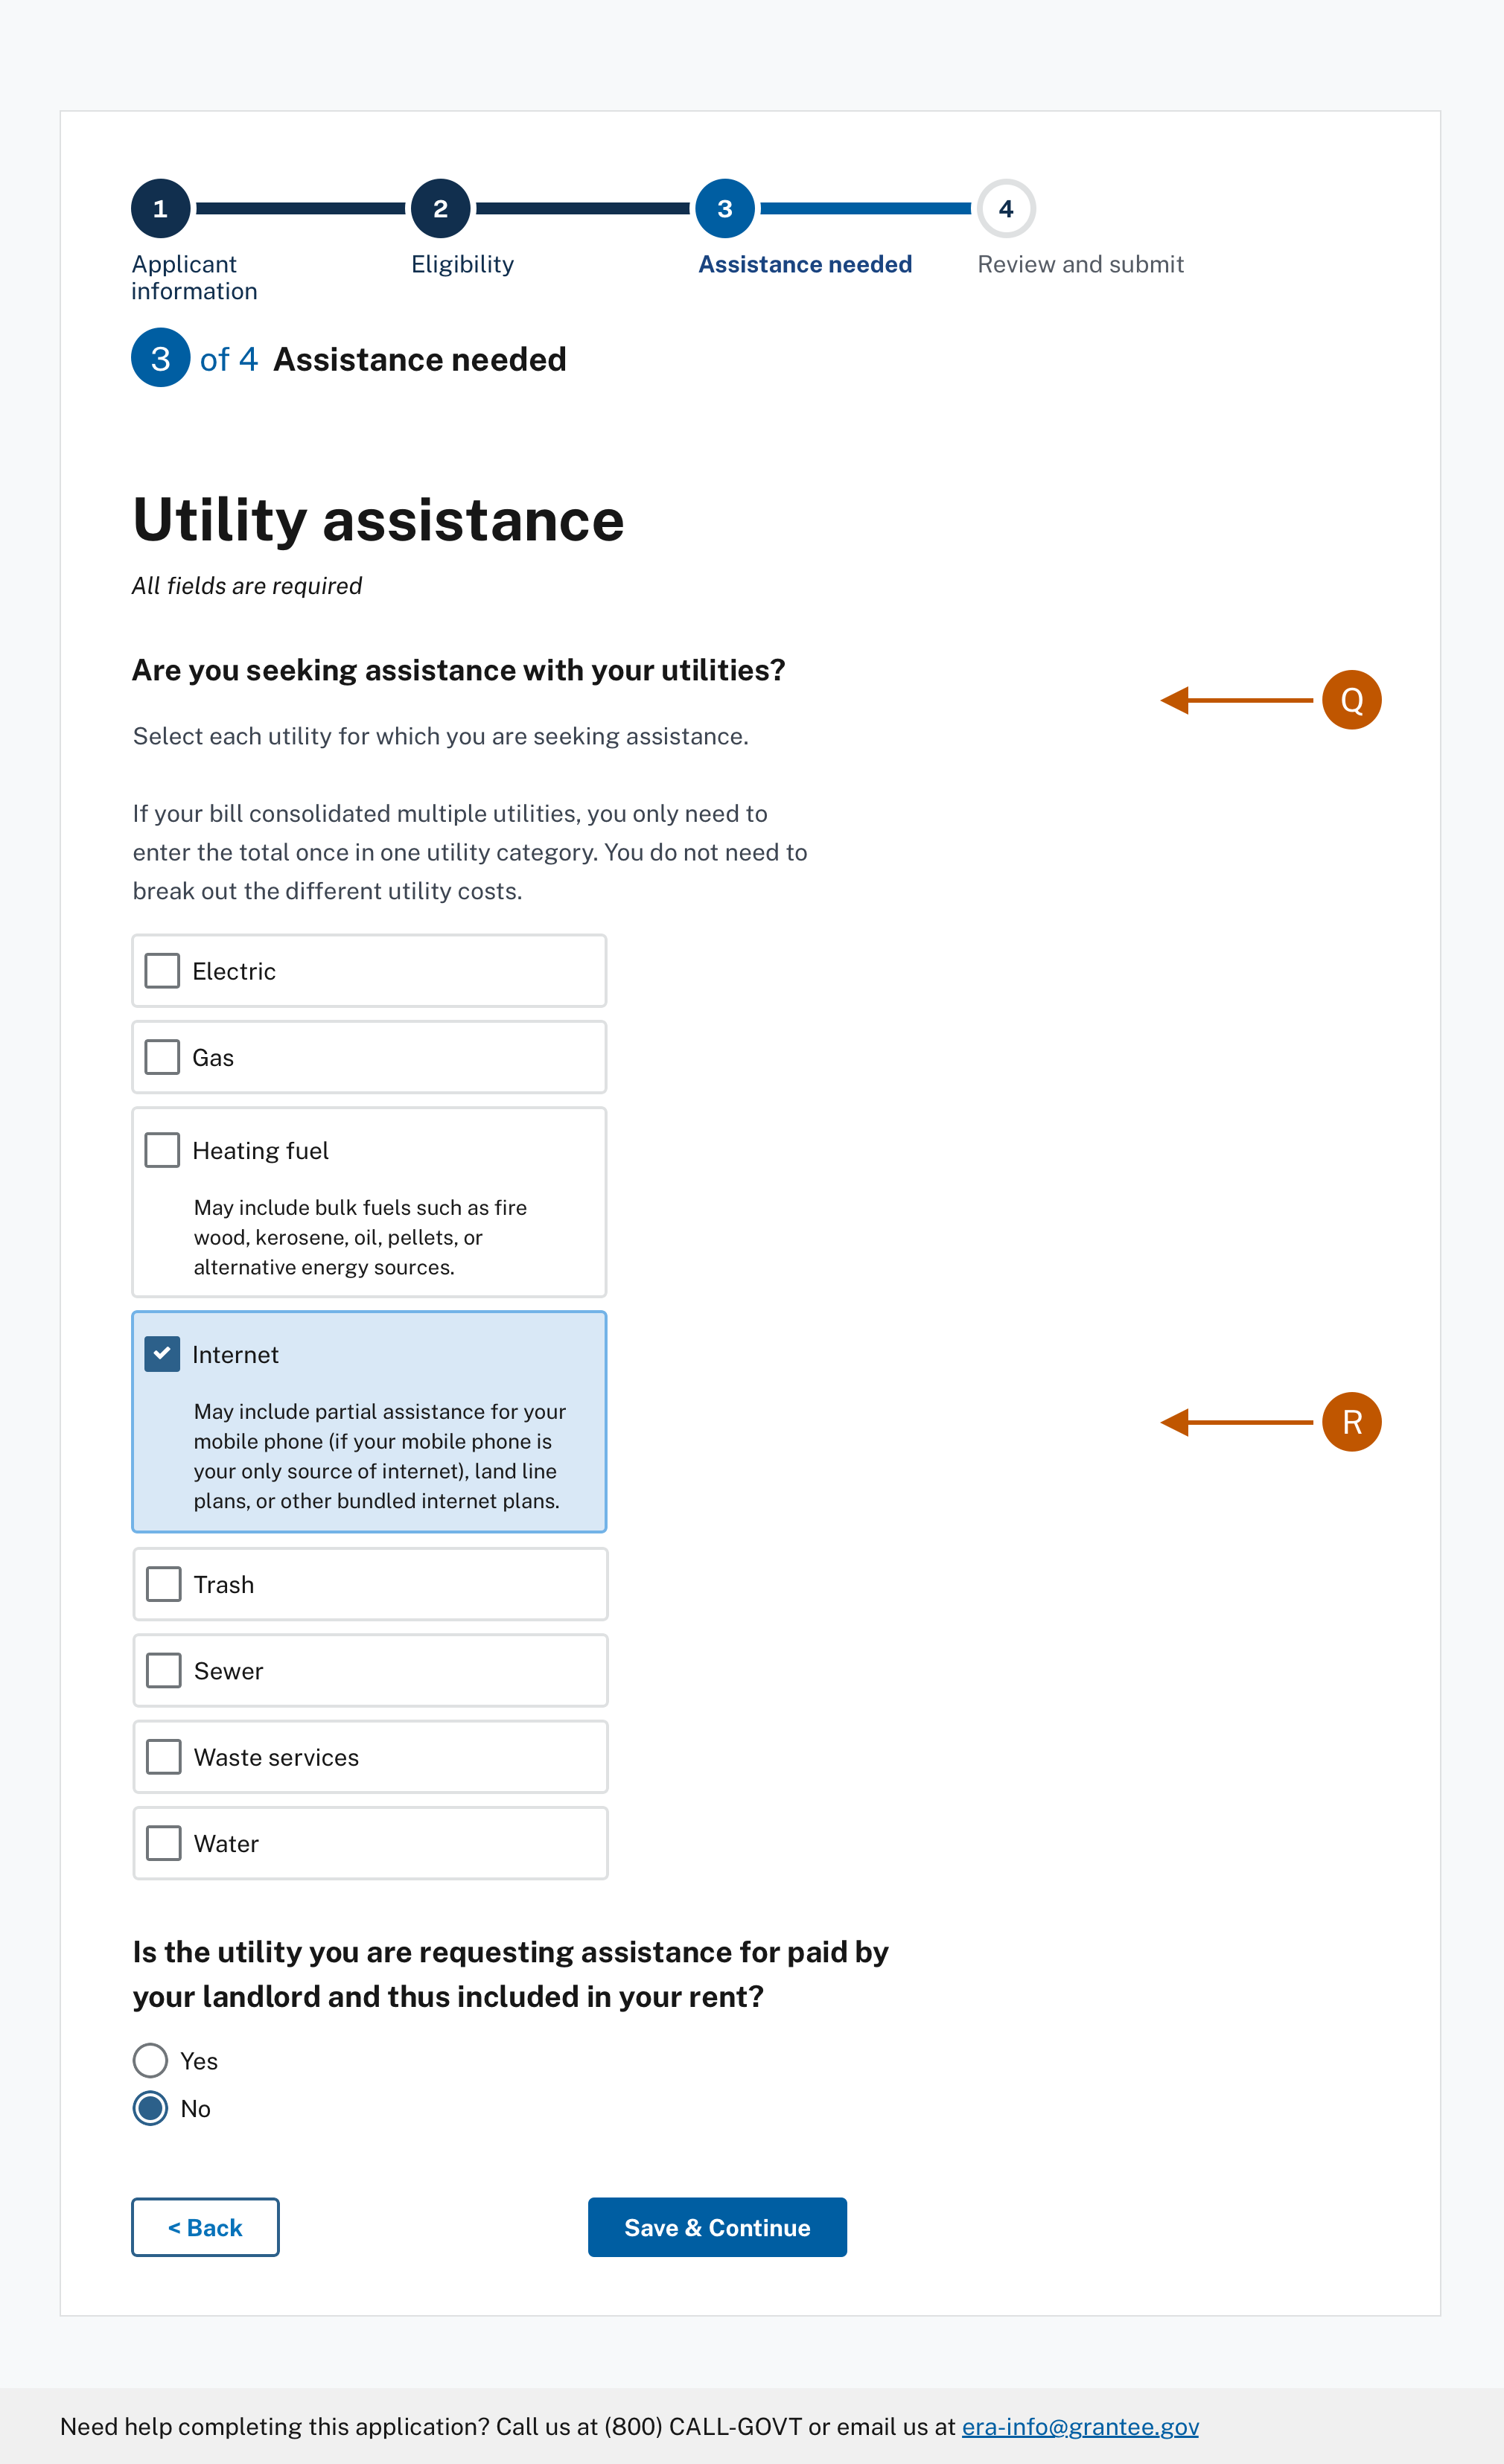 1
2
3
4
Applicant
information
Eligibility
Assistance needed
Review and submit
3 of 4 Assistance needed
Utility assistance
All fields are required
Are you seeking assistance with your utilities?
Q
Select each utility for which you are seeking assistance.
If your bill consolidated multiple utilities, you only need to
enter the total once in one utility category. You do not need to
break out the different utility costs.
Electric
Gas
Heating fuel
May include bulk fuels such as fire
wood, kerosene, oil, pellets, or
alternative energy sources.
Internet
May include partial assistance for your
mobile phone (if your mobile phone is
your only source of internet), land line
plans, or other bundled internet plans.
R
Trash
Sewer
Waste services
Water
Is the utility you are requesting assistance for paid by
your landlord and thus included in your rent?
Yes
No
< Back
Save & Continue
Need help completing this application? Call us at (800) CALL-GOVT or email us at era-info@grantee.gov